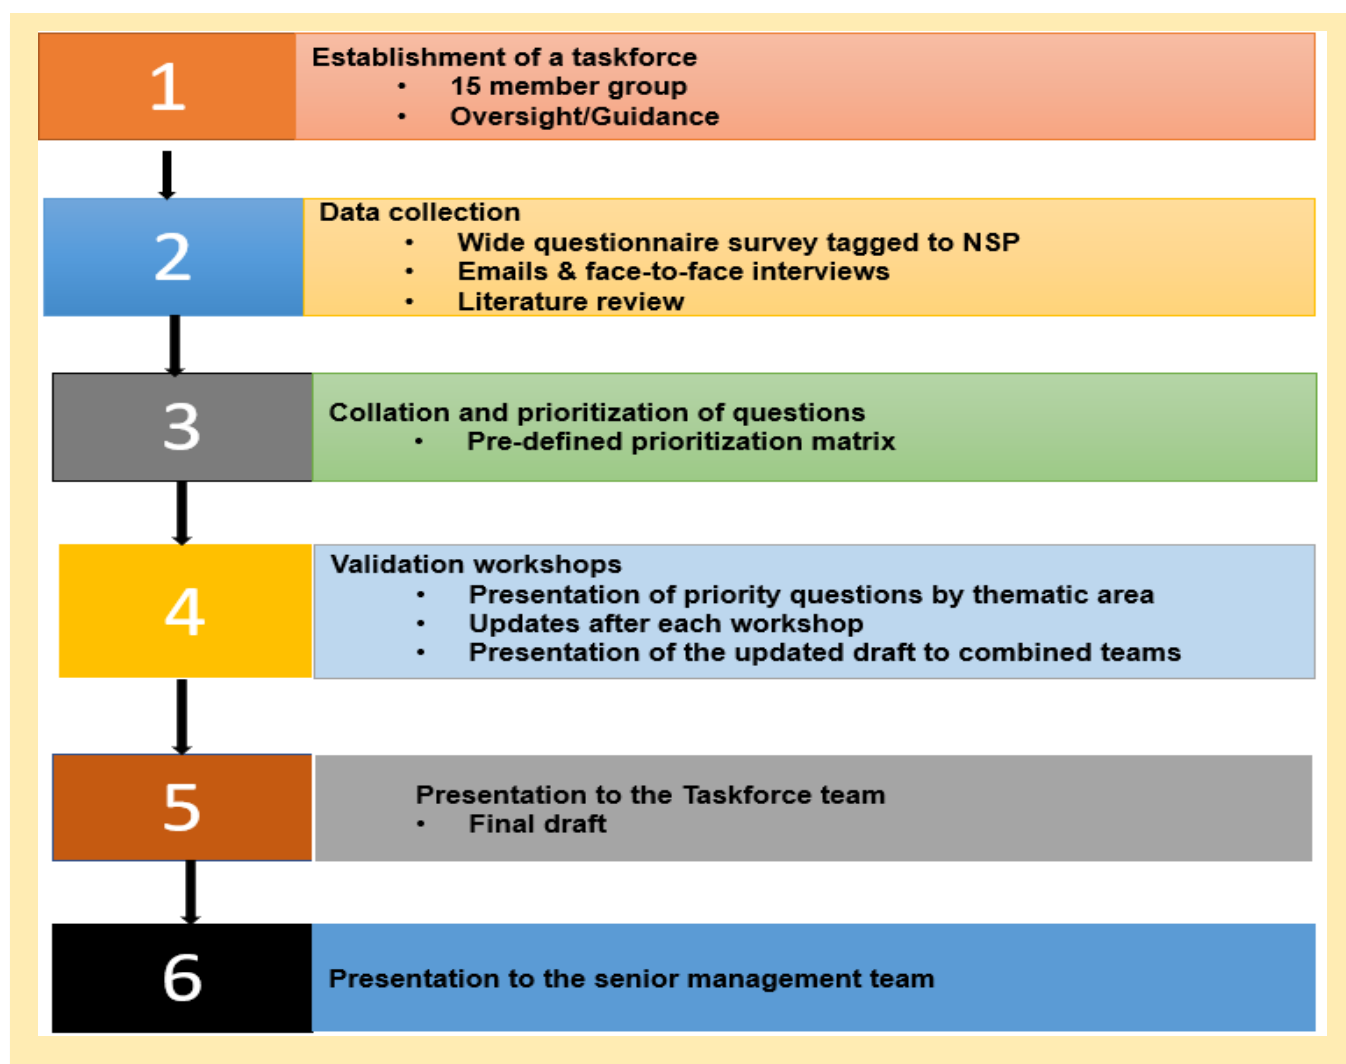 1
Establishment of a taskforce
• 15 member group
• Oversight/Guidance
2
Data collection
• Wide questionnaire survey tagged to NSP
• Emails & face-to-face interviews
• Literature review
3
Collation and prioritization of questions
• Pre-defined prioritization matrix
4
Validation workshops
• Presentation of priority questions by thematic area
• Updates after each workshop
• Presentation of the updated draft to combined teams
5
Presentation to the Taskforce team
• Final draft
6
Presentation to the senior management team